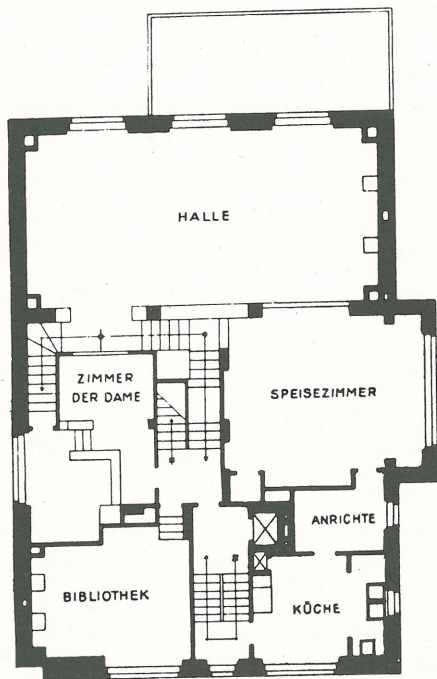 HALLE
ZIMMER
DER DAME
SPEISEZIMMER
ANRICHTE
BIBLIOTHEK
KÜCHE